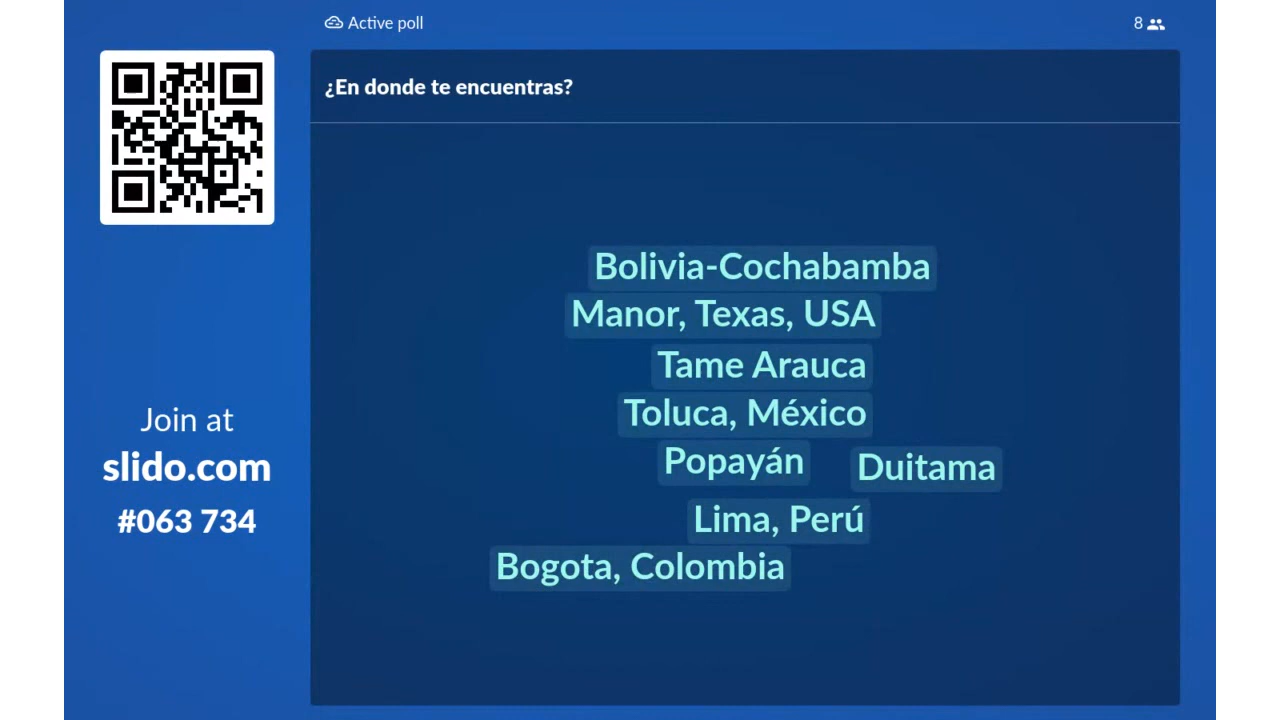 Active poll
8
¿En donde te encuentras?
Bolivia-Cochabamba
Manor, Texas, USA
Tame Arauca
Toluca, México
Popayán
Duitama
Lima, Perú
Bogota, Colombia
Join at
slido.com
#063 734